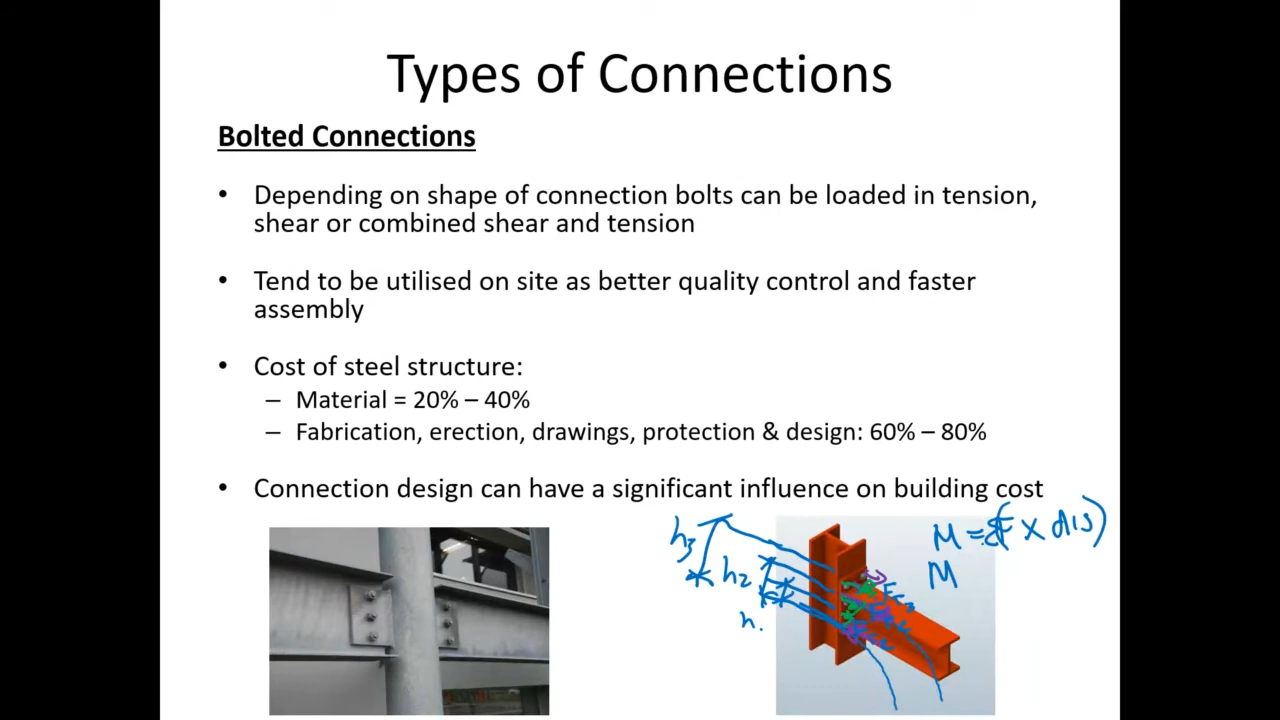 Types of Connections
Bolted Connections
• Depending on shape of connection bolts can be loaded in tension,
shear or combined shear and tension
• Tend to be utilised on site as better quality control and faster
assembly
• Cost of steel structure:
– Material = 20% – 40%
– Fabrication, erection, drawings, protection & design: 60% – 80%
• Connection design can have a significant influence on building cost
h3
h2
h.
M